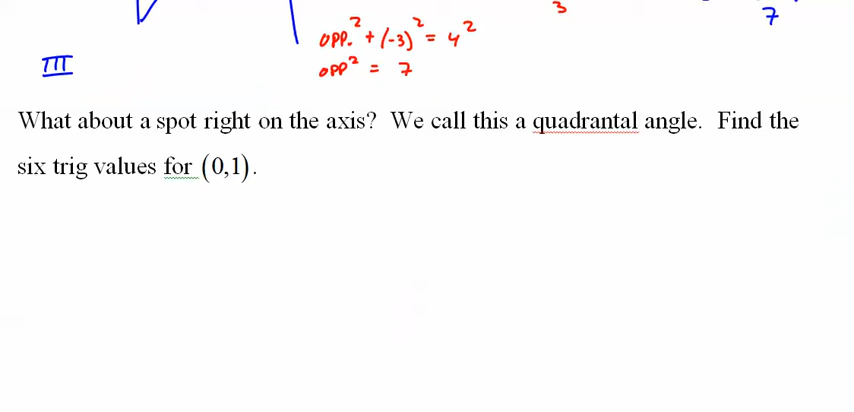 3
7
opp.² + (-3)² = 4²
III
opp² = 7
What about a spot right on the axis? We call this a quadrantal angle. Find the
six trig values for (0,1).